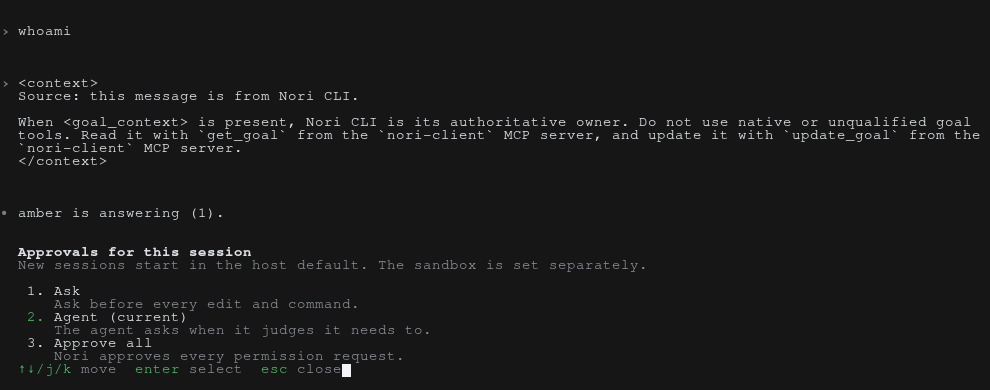 › whoami
› <context>
Source: this message is from Nori CLI.
When <goal_context> is present, Nori CLI is its authoritative owner. Do not use native or unqualified goal
tools. Read it with `get_goal` from the `nori-client` MCP server, and update it with `update_goal` from the
`nori-client` MCP server.
</context>
• amber is answering (1).
Approvals for this session
New sessions start in the host default. The sandbox is set separately.
1. Ask
Ask before every edit and command.
2. Agent (current)
The agent asks when it judges it needs to.
3. Approve all
Nori approves every permission request.
↑↓/j/k move  enter select  esc close